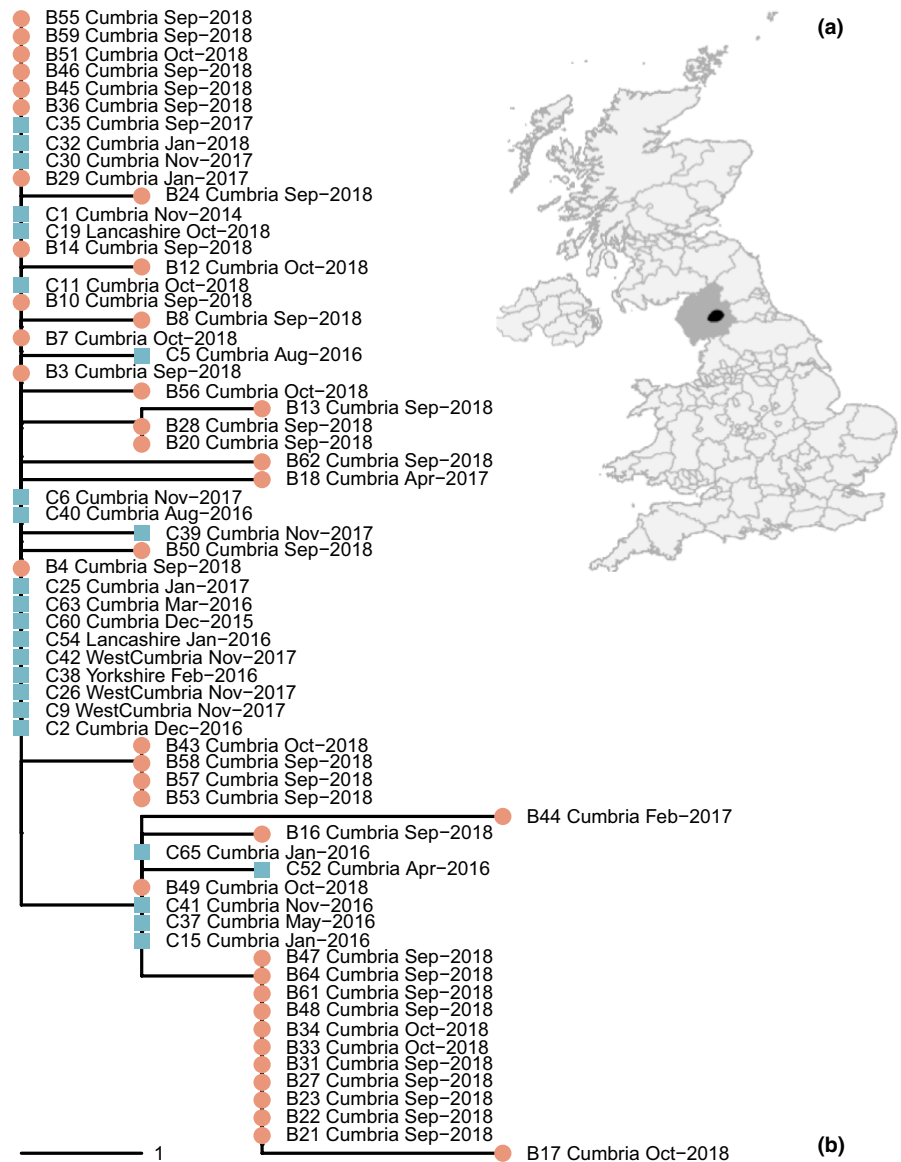 (a)
B55 Cumbria Sep−2018
B59 Cumbria Sep−2018
B51 Cumbria Oct−2018
B46 Cumbria Sep−2018
B45 Cumbria Sep−2018
B36 Cumbria Sep−2018
C35 Cumbria Sep−2017
C32 Cumbria Jan−2018
C30 Cumbria Nov−2017
B29 Cumbria Jan−2017
B24 Cumbria Sep−2018
C1 Cumbria Nov−2014
C19 Lancashire Oct−2018
B14 Cumbria Sep−2018
B12 Cumbria Oct−2018
C11 Cumbria Oct−2018
B10 Cumbria Sep−2018
B8 Cumbria Sep−2018
B7 Cumbria Oct−2018
C5 Cumbria Aug−2016
B3 Cumbria Sep−2018
B56 Cumbria Oct−2018
B13 Cumbria Sep−2018
B28 Cumbria Sep−2018
B20 Cumbria Sep−2018
B62 Cumbria Sep−2018
B18 Cumbria Apr−2017
C6 Cumbria Nov−2017
C40 Cumbria Aug−2016
C39 Cumbria Nov−2017
B50 Cumbria Sep−2018
B4 Cumbria Sep−2018
C25 Cumbria Jan−2017
C63 Cumbria Mar−2016
C60 Cumbria Dec−2015
C54 Lancashire Jan−2016
C42 WestCumbria Nov−2017
C38 Yorkshire Feb−2016
C26 WestCumbria Nov−2017
C9 WestCumbria Nov−2017
C2 Cumbria Dec−2016
B43 Cumbria Oct−2018
B58 Cumbria Sep−2018
B57 Cumbria Sep−2018
B53 Cumbria Sep−2018
B44 Cumbria Feb−2017
B16 Cumbria Sep−2018
C65 Cumbria Jan−2016
C52 Cumbria Apr−2016
B49 Cumbria Oct−2018
C41 Cumbria Nov−2016
C37 Cumbria May−2016
C15 Cumbria Jan−2016
B47 Cumbria Sep−2018
B64 Cumbria Sep−2018
B61 Cumbria Sep−2018
B48 Cumbria Sep−2018
B34 Cumbria Oct−2018
B33 Cumbria Oct−2018
B31 Cumbria Sep−2018
B27 Cumbria Sep−2018
B23 Cumbria Sep−2018
B22 Cumbria Sep−2018
B21 Cumbria Sep−2018
B17 Cumbria Oct−2018
1
(b)